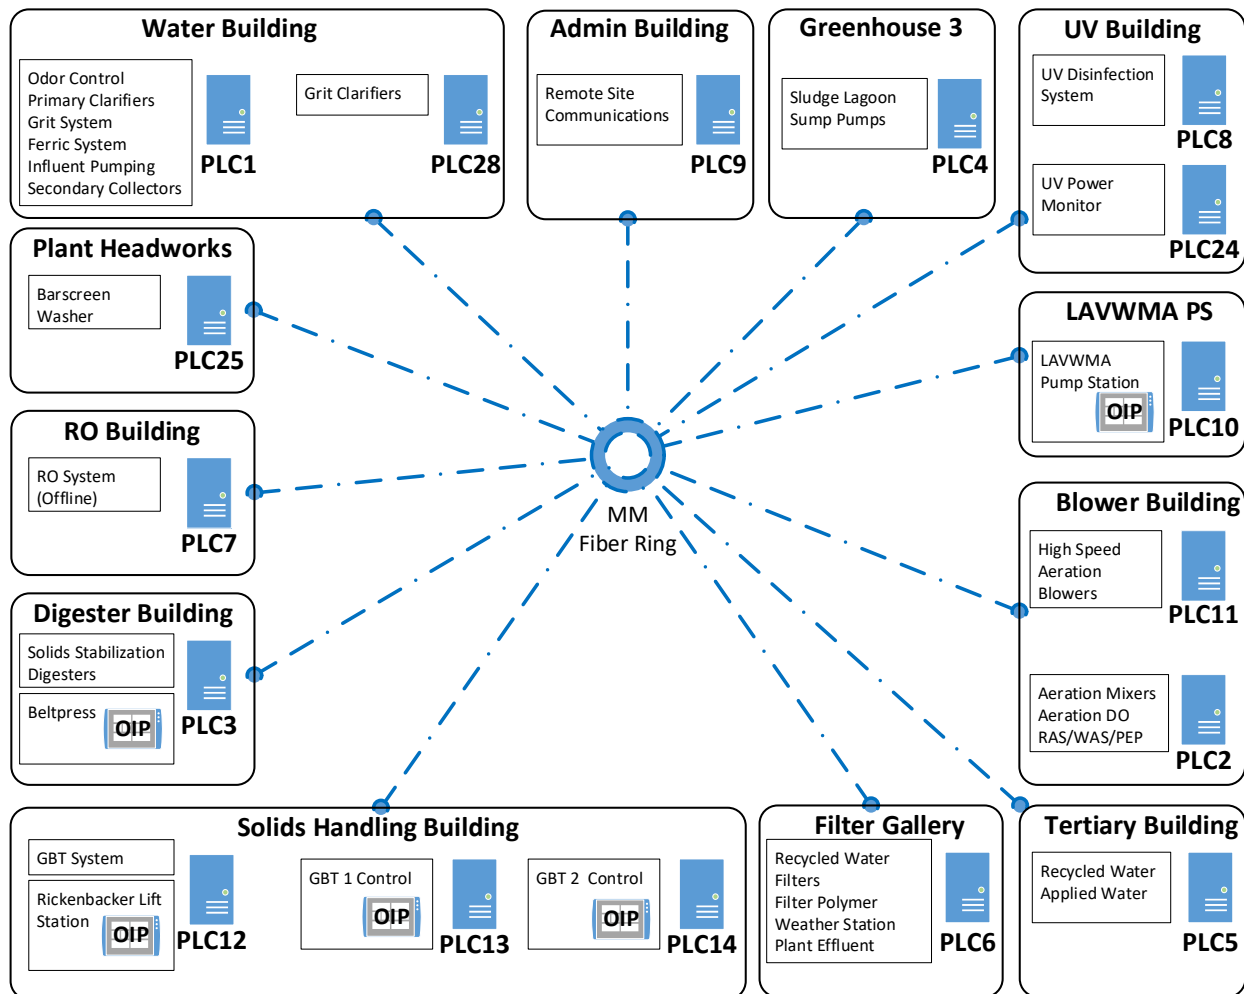 Water Building
Odor Control
Primary Clarifiers
Grit System
Ferric System
Influent Pumping
Secondary Collectors
PLC1
Grit Clarifiers
PLC28
Admin Building
Remote Site
Communications
PLC9
Greenhouse 3
Sludge Lagoon
Sump Pumps
PLC4
UV Building
UV Disinfection
System
PLC8
UV Power
Monitor
PLC24
Plant Headworks
Barscreen
Washer
PLC25
LAVWMA PS
LAVWMA
Pump Station
OIP
PLC10
RO Building
RO System
(Offline)
PLC7
MM
Fiber Ring
Blower Building
High Speed
Aeration
Blowers
PLC11
Aeration Mixers
Aeration DO
RAS/WAS/PEP
PLC2
Digester Building
Solids Stabilization
Digesters
Beltpress
OIP
PLC3
Solids Handling Building
GBT System
Rickenbacker Lift
Station
OIP
PLC12
GBT 1 Control
OIP
PLC13
GBT 2 Control
OIP
PLC14
Filter Gallery
Recycled Water
Filters
Filter Polymer
Weather Station
Plant Effluent
PLC6
Tertiary Building
Recycled Water
Applied Water
PLC5